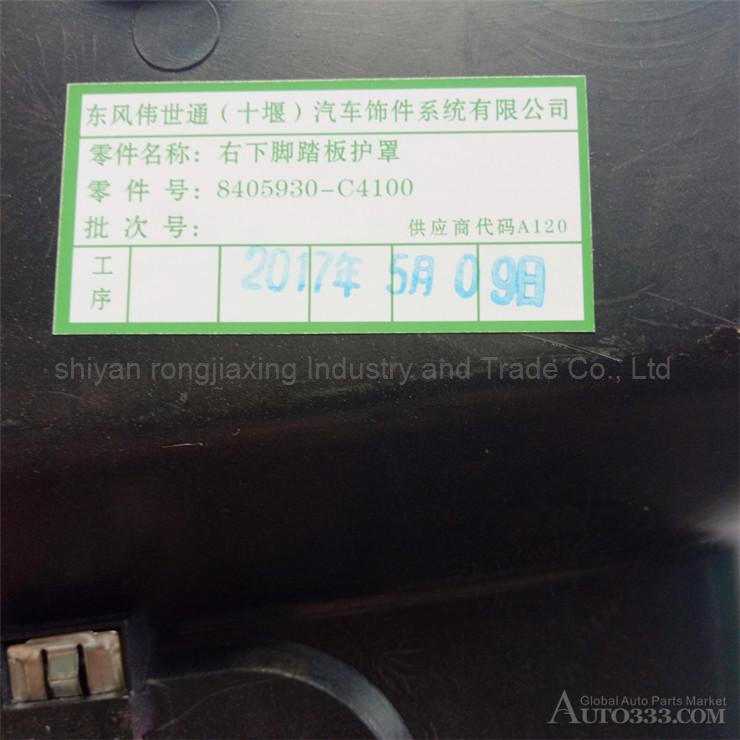 东风伟世通（十堰）汽车饰件系统有限公司
零件名称：右下脚踏板护罩
零件号：8405930-C4100
批次号： 供应商代码A120
工序 2017年 5月 09日
shiyan rongjiaxing Industry and Trade Co., Ltd
Global Auto Parts Market
AUTO333.COM